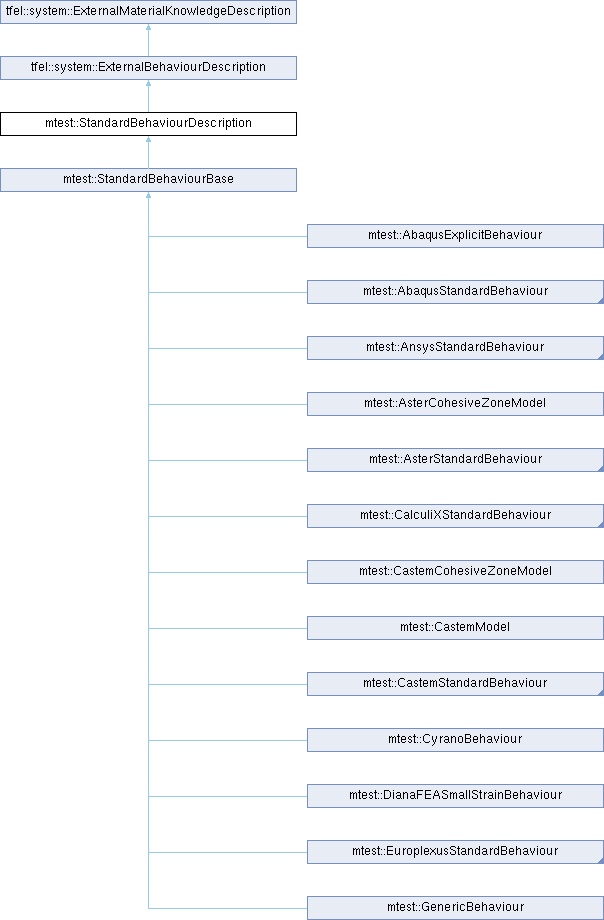 tfel::system::ExternalMaterialKnowledgeDescription
tfel::system::ExternalBehaviourDescription
mtest::StandardBehaviourDescription
mtest::StandardBehaviourBase
mtest::AbaqusExplicitBehaviour
mtest::AbaqusStandardBehaviour
mtest::AnsysStandardBehaviour
mtest::AsterCohesiveZoneModel
mtest::AsterStandardBehaviour
mtest::CalculiXStandardBehaviour
mtest::CastemCohesiveZoneModel
mtest::CastemModel
mtest::CastemStandardBehaviour
mtest::CyranoBehaviour
mtest::DianaFEASmallStrainBehaviour
mtest::EuroplexusStandardBehaviour
mtest::GenericBehaviour